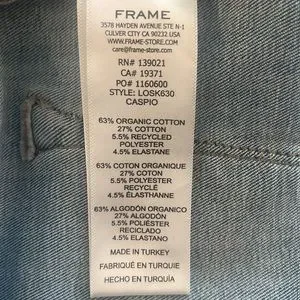 FRAME
3578 HAYDEN AVENUE STE N-1
CULVER CITY CA 90232 USA
WWW.FRAME-STORE.COM
care@frame-store.com
RN# 139021
CA# 19371
PO# 1160600
STYLE: LOSK630
CASPIO
63% ORGANIC COTTON
27% COTTON
5.5% RECYCLED
POLYESTER
4.5% ELASTANE
63% COTON ORGANIQUE
27% COTON
5.5% POLYESTER
RECYCLÉ
4.5% ELASTHANE
63% ALGODÓN ORGANICO
27% ALGODÓN
5.5% POLIÉSTER
RECICLADO
4.5% ELASTANO
MADE IN TURKEY
FABRIQUÉ EN TURQUIE
HECHO EN TURQUÍA